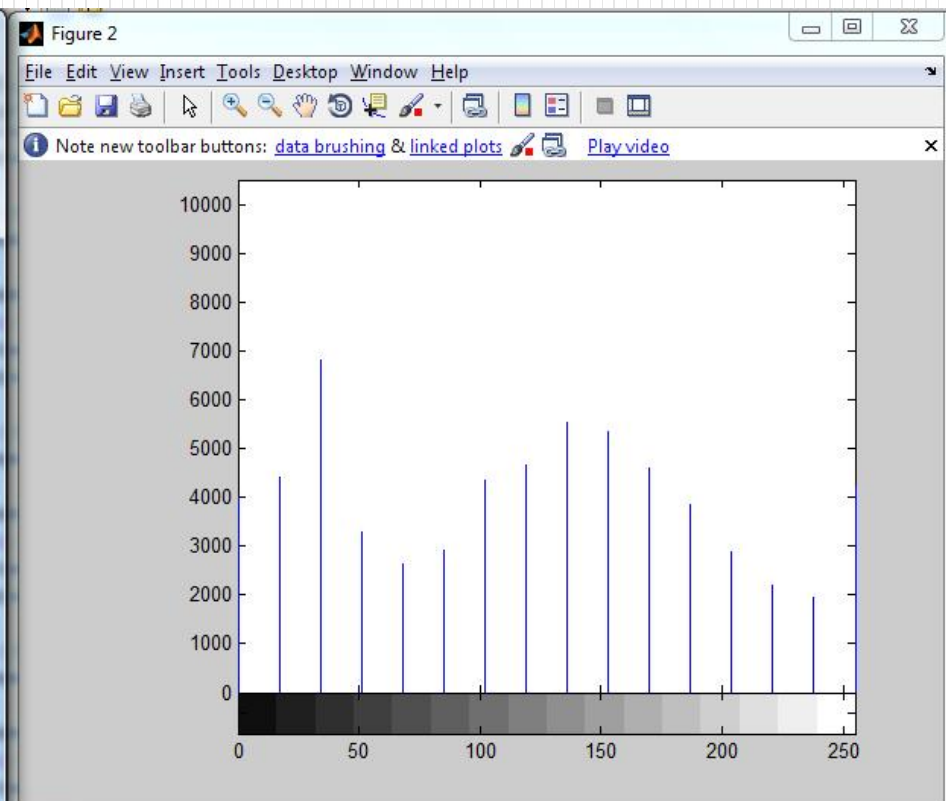 Figure 2
File Edit View Insert Tools Desktop Window Help
Note new toolbar buttons: data brushing & linked plots Play video
10000
9000
8000
7000
6000
5000
4000
3000
2000
1000
0
0 50 100 150 200 250